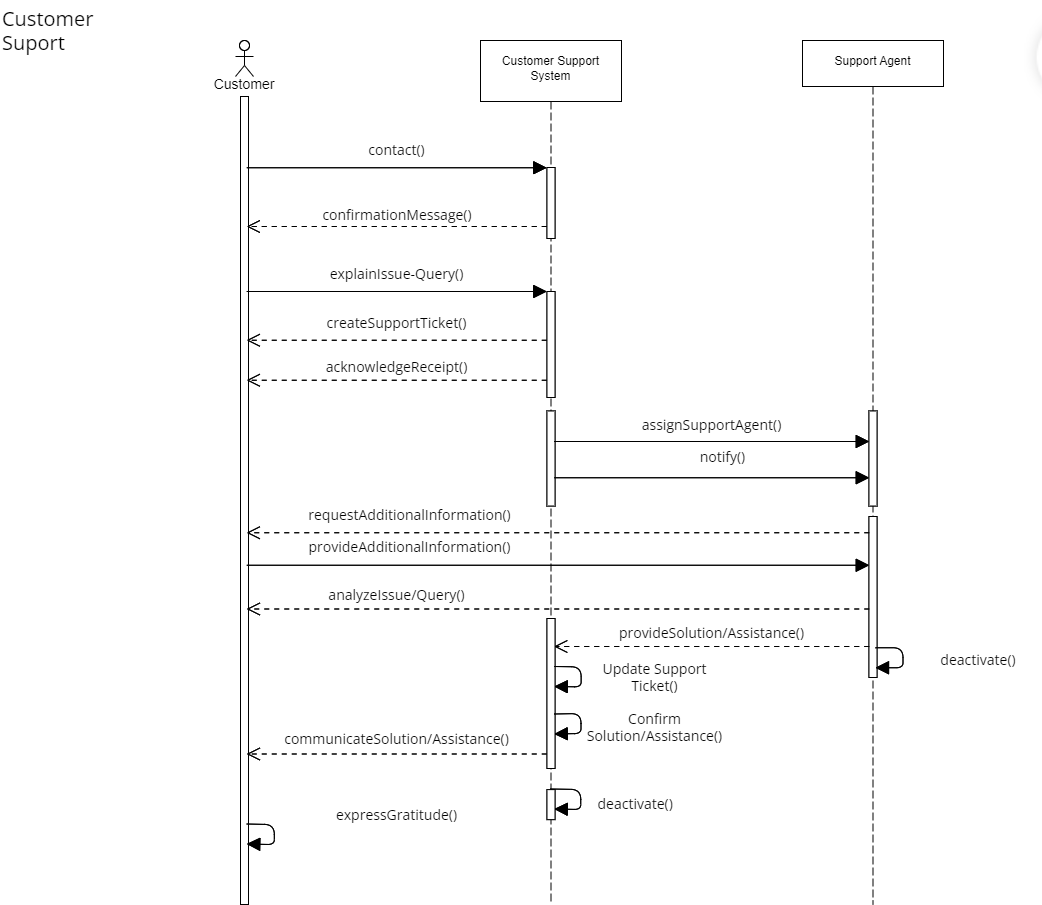 Customer
Suport
Customer
Customer Support
System
Support Agent
contact()
confirmationMessage()
explainIssue-Query()
createSupportTicket()
acknowledgeReceipt()
assignSupportAgent()
notify()
requestAdditionalInformation()
provideAdditionalInformation()
analyzeIssue/Query()
provideSolution/Assistance()
deactivate()
Update Support
Ticket()
Confirm
Solution/Assistance()
communicateSolution/Assistance()
deactivate()
expressGratitude()